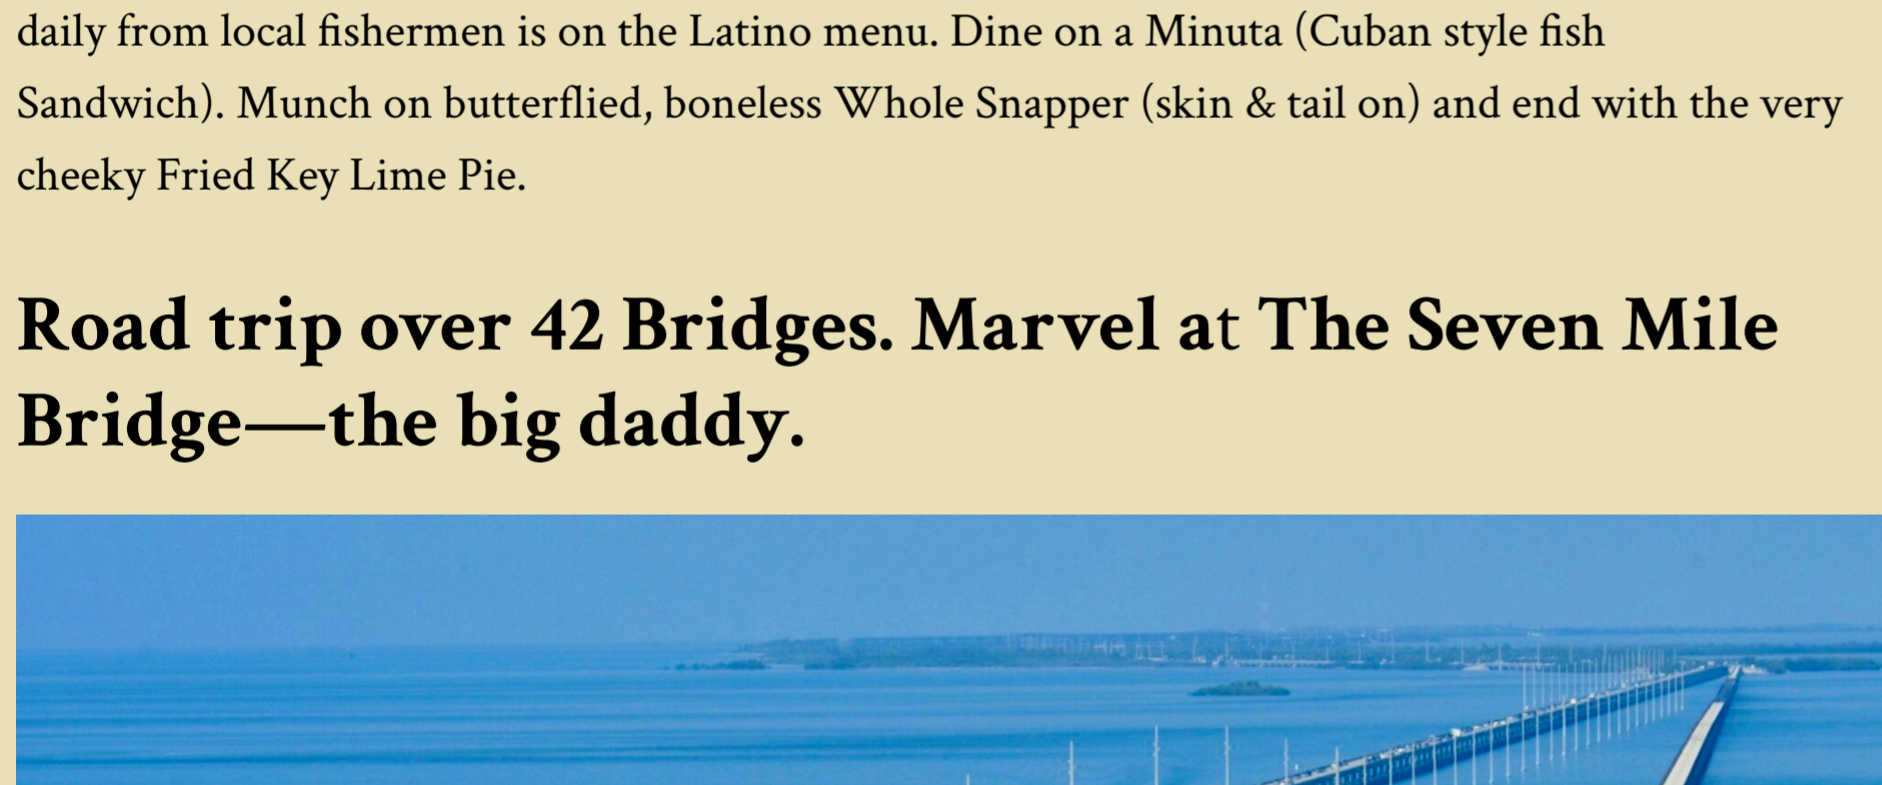 daily from local fishermen is on the Latino menu. Dine on a Minuta (Cuban style fish
Sandwich). Munch on butterflied, boneless Whole Snapper (skin & tail on) and end with the very
cheeky Fried Key Lime Pie.
Road trip over 42 Bridges. Marvel at The Seven Mile
Bridge—the big daddy.